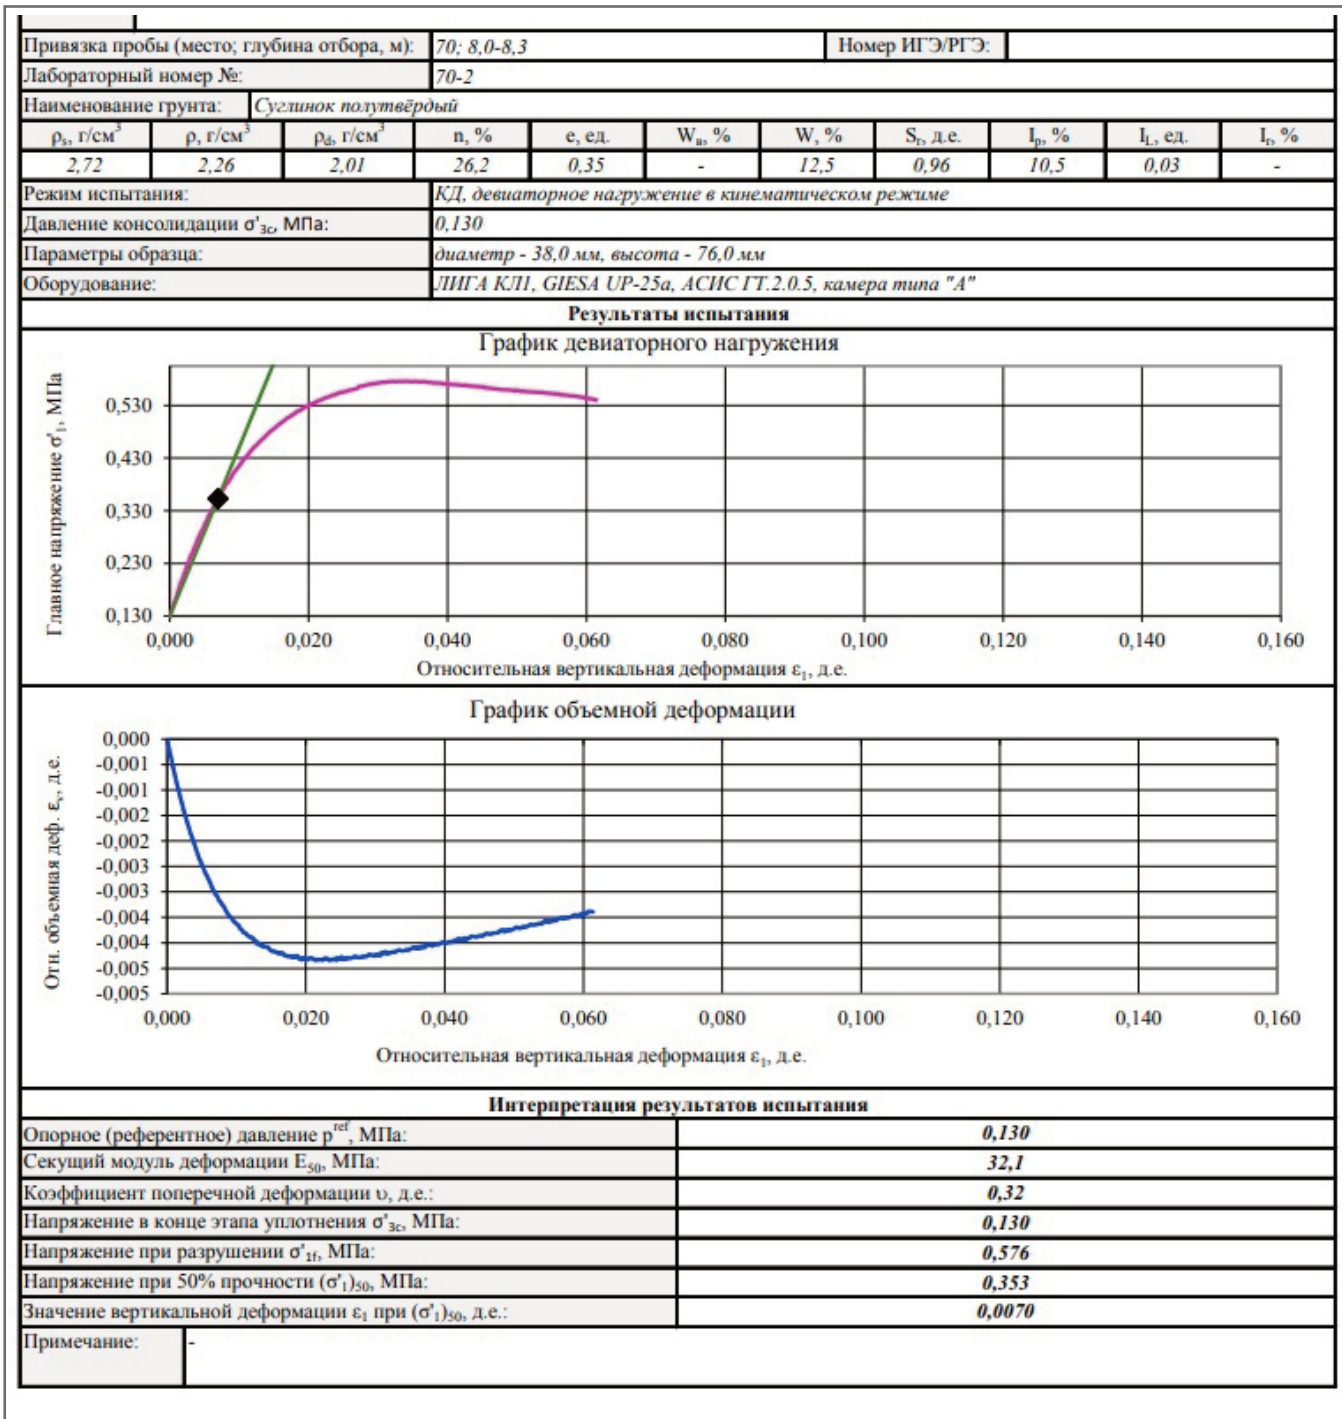 Привязка пробы (место; глубина отбора, м): 70; 8,0-8,3 Номер ИГЭ/РГЭ:
Лабораторный номер №: 70-2
Наименование грунта: Суглинок полутвёрдый
ρs, г/см³ ρ, г/см³ ρd, г/см³ n, % e, ед. Wв, % W, % Sr, д.е. Ip, % IL, ед. Ir, %
2,72 2,26 2,01 26,2 0,35 - 12,5 0,96 10,5 0,03 -
Режим испытания: КД, девиаторное нагружение в кинематическом режиме
Давление консолидации σ'3c, МПа: 0,130
Параметры образца: диаметр - 38,0 мм, высота - 76,0 мм
Оборудование: ЛИГА КЛ1, GIESA UP-25a, АСИС ГТ.2.0.5, камера типа "А"
Результаты испытания
График девиаторного нагружения
Главное напряжение σ'1, МПа
0,530
0,430
0,330
0,230
0,130
0,000 0,020 0,040 0,060 0,080 0,100 0,120 0,140 0,160
Относительная вертикальная деформация ε1, д.е.
График объемной деформации
Отн. объемная деф. εv, д.е.
0,000
-0,001
-0,001
-0,002
-0,002
-0,003
-0,003
-0,004
-0,004
-0,005
-0,005
0,000 0,020 0,040 0,060 0,080 0,100 0,120 0,140 0,160
Относительная вертикальная деформация ε1, д.е.
Интерпретация результатов испытания
Опорное (референтное) давление p^ref, МПа: 0,130
Секущий модуль деформации E50, МПа: 32,1
Коэффициент поперечной деформации υ, д.е.: 0,32
Напряжение в конце этапа уплотнения σ'3c, МПа: 0,130
Напряжение при разрушении σ'1f, МПа: 0,576
Напряжение при 50% прочности (σ'1)50, МПа: 0,353
Значение вертикальной деформации ε1 при (σ'1)50, д.е.: 0,0070
Примечание: -